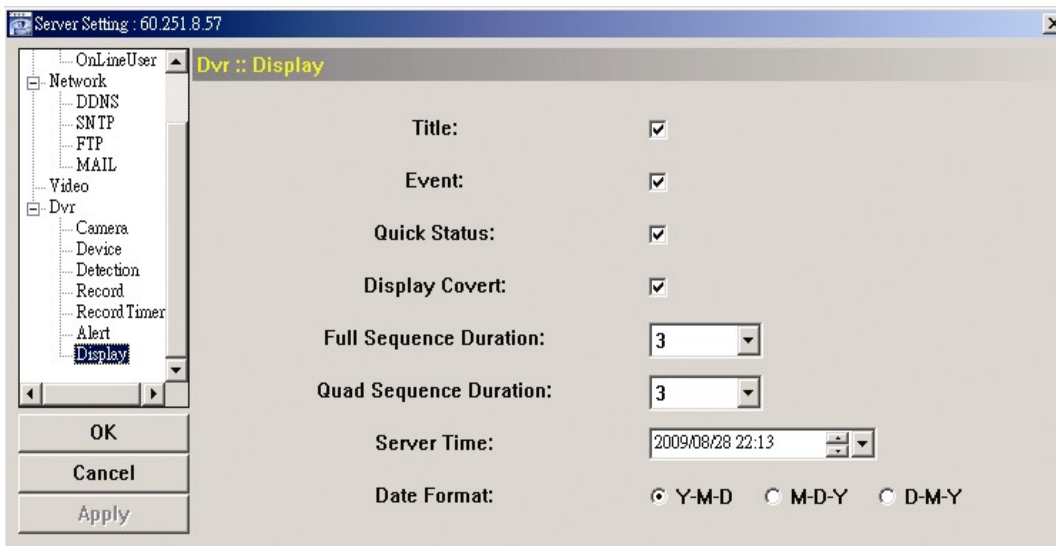 Server Setting : 60.251.8.57
OnLineUser
Network
DDNS
SNTP
FTP
MAIL
Video
Dvr
Camera
Device
Detection
Record
Record Timer
Alert
Display
OK
Cancel
Apply
Dvr :: Display
Title:
Event:
Quick Status:
Display Covert:
Full Sequence Duration: 3
Quad Sequence Duration: 3
Server Time: 2009/08/28 22:13
Date Format: Y-M-D M-D-Y D-M-Y